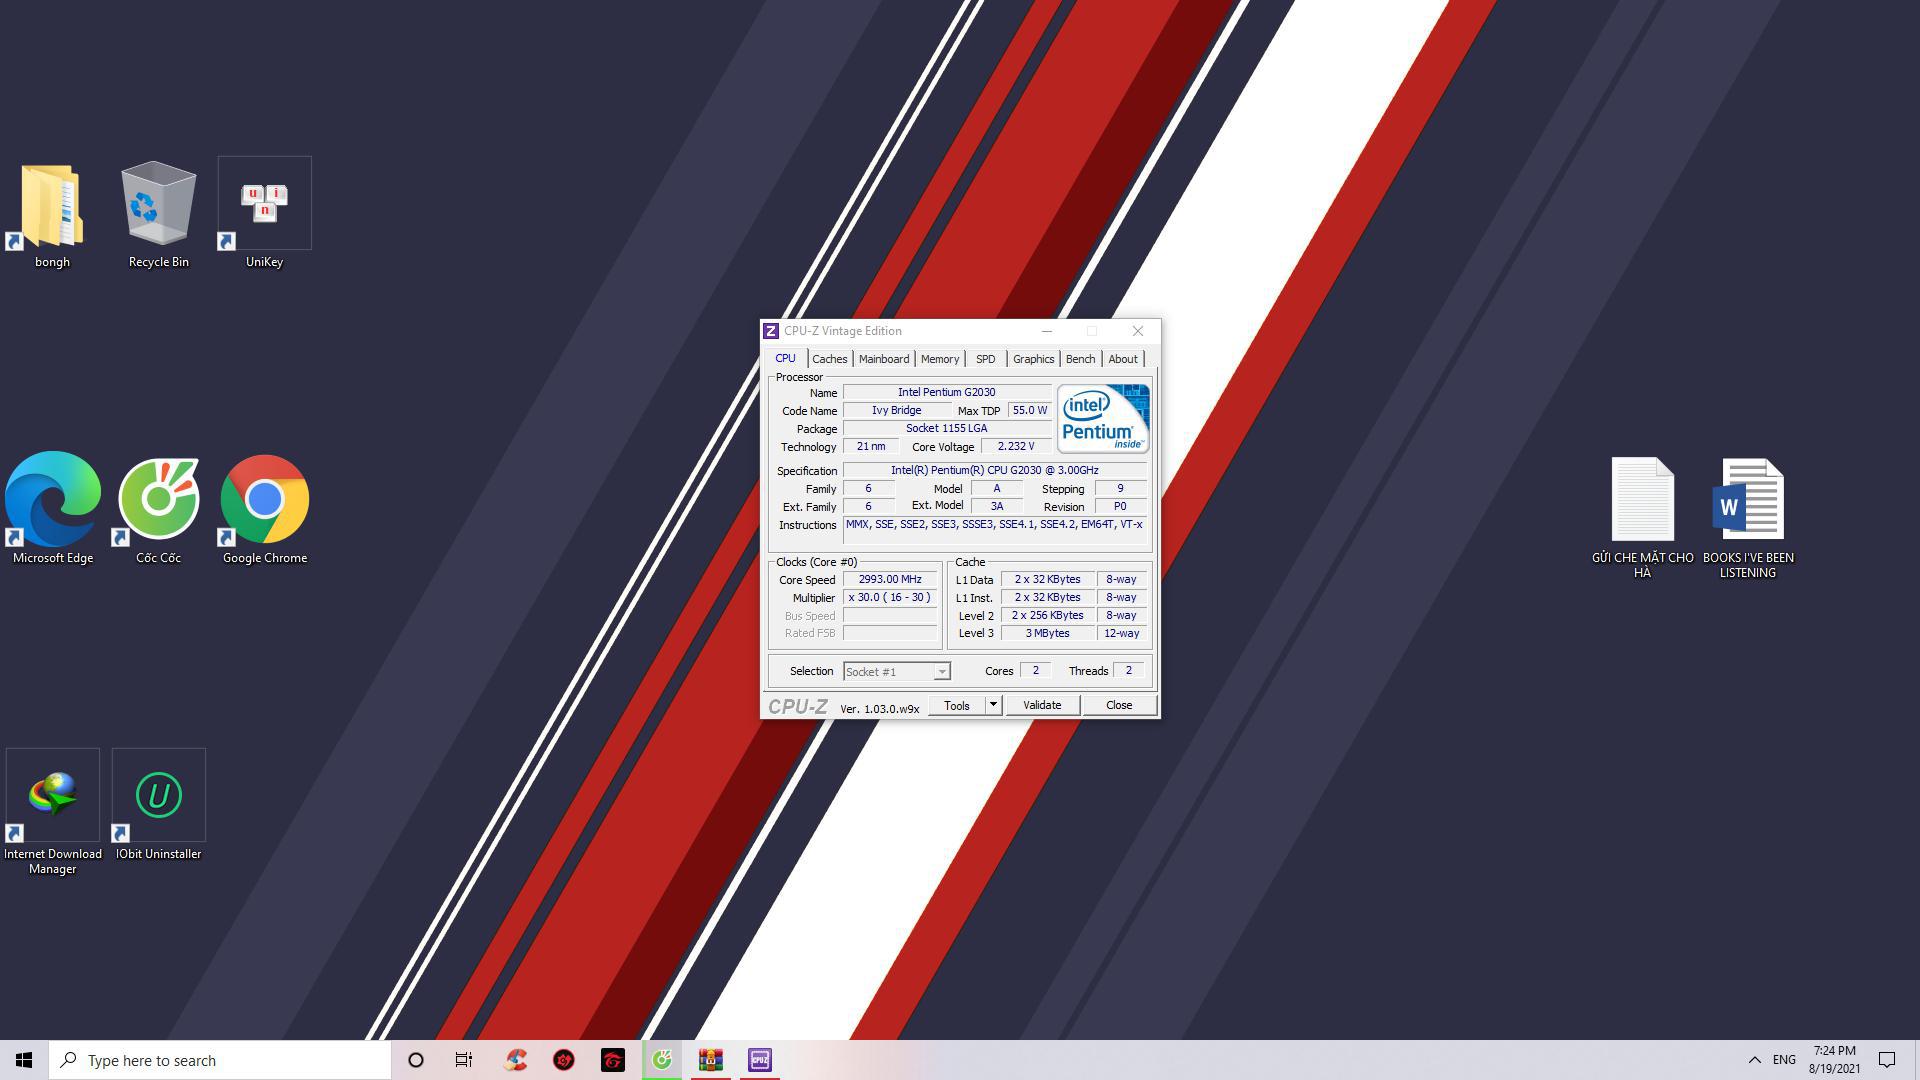 bongh
Recycle Bin
u i n
UniKey
Microsoft Edge
Cốc Cốc
Google Chrome
Internet Download
Manager
IObit Uninstaller
CPU-Z Vintage Edition
CPU Caches Mainboard Memory SPD Graphics Bench About
Processor
Name Intel Pentium G2030
Code Name Ivy Bridge Max TDP 55.0 W
Package Socket 1155 LGA
Technology 21 nm Core Voltage 2.232 V
intel Pentium inside
Specification Intel(R) Pentium(R) CPU G2030 @ 3.00GHz
Family 6 Model A Stepping 9
Ext. Family 6 Ext. Model 3A Revision P0
Instructions MMX, SSE, SSE2, SSE3, SSSE3, SSE4.1, SSE4.2, EM64T, VT-x
Clocks (Core #0)
Core Speed 2993.00 MHz
Multiplier x 30.0 ( 16 - 30 )
Bus Speed
Rated FSB
Cache
L1 Data 2 x 32 KBytes 8-way
L1 Inst. 2 x 32 KBytes 8-way
Level 2 2 x 256 KBytes 8-way
Level 3 3 MBytes 12-way
Selection Socket #1 Cores 2 Threads 2
CPU-Z Ver. 1.03.0.w9x Tools Validate Close
GỬI CHE MẶT CHO
HÀ
W
BOOKS I'VE BEEN
LISTENING
Type here to search
CPU-Z
ENG
7:24 PM
8/19/2021